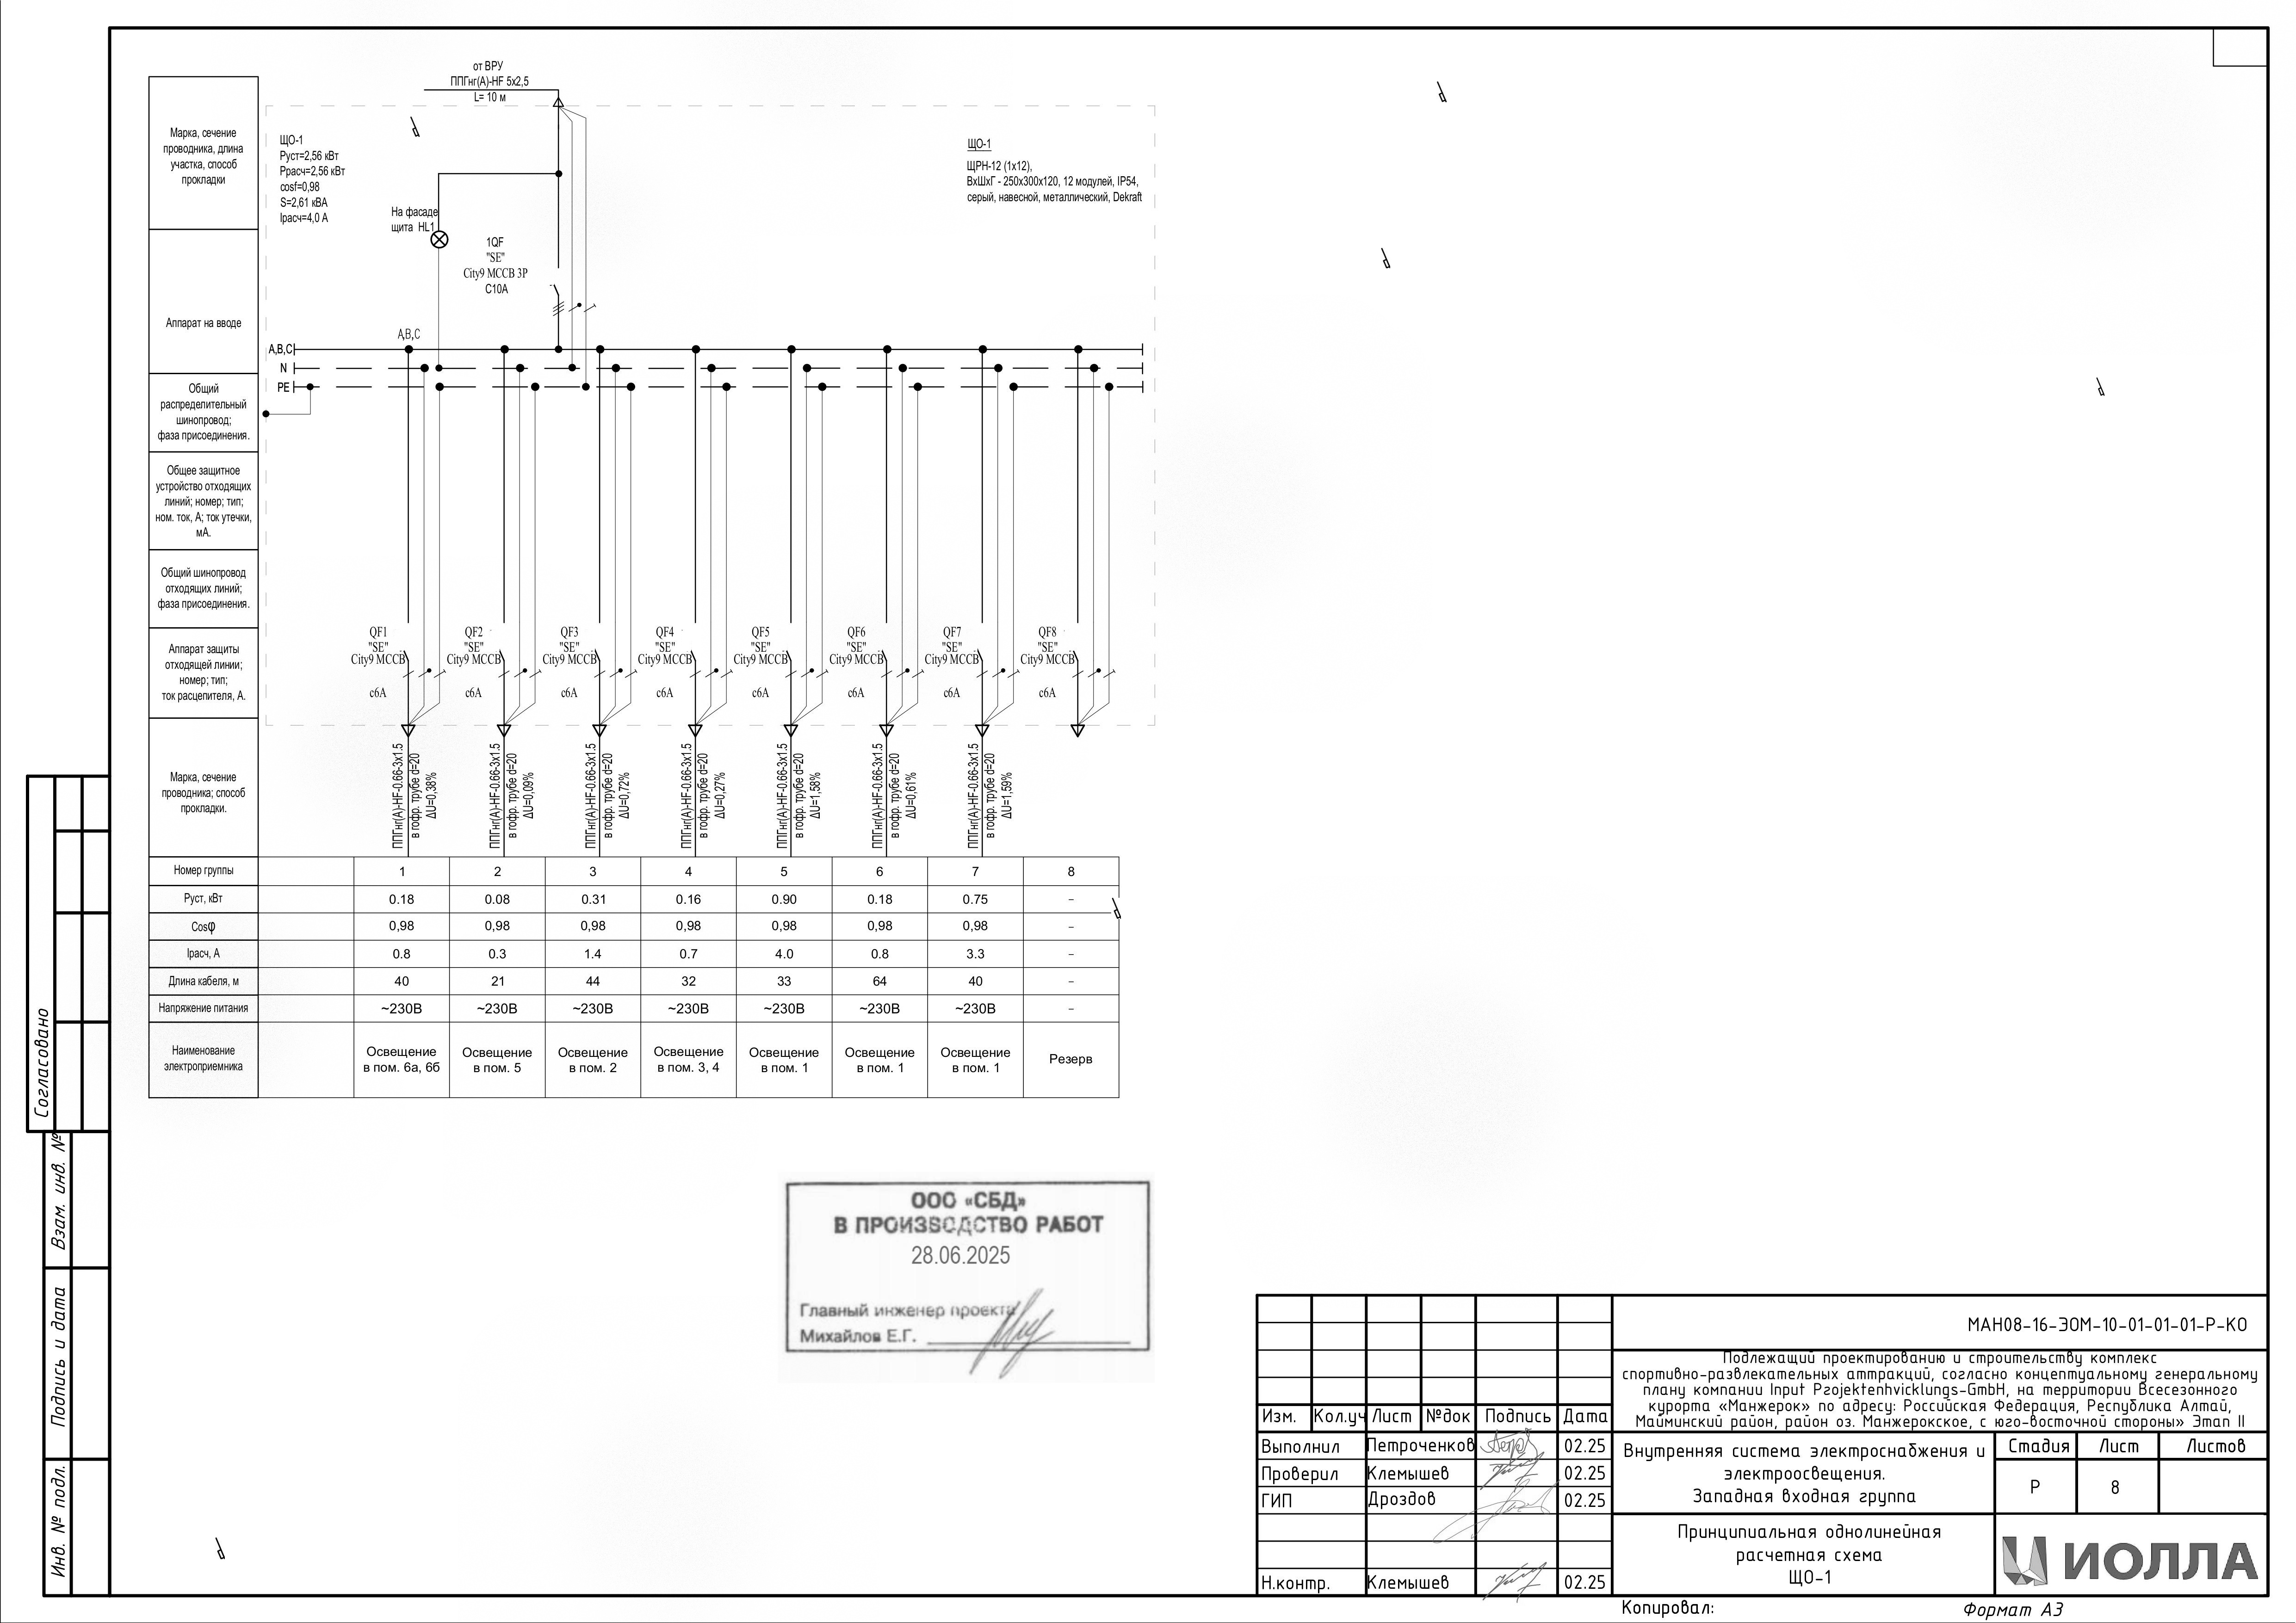 от ВРУ
ППГнг(А)-HF 5х2,5
L= 10 м
Марка, сечение
проводника, длина
участка, способ
прокладки
ЩО-1
Руст=2,56 кВт
Ррасч=2,56 кВт
cosf=0,98
S=2,61 кВА
Iрасч=4,0 А
ЩО-1
ЩРН-12 (1х12),
ВхШхГ - 250х300х120, 12 модулей, IP54,
серый, навесной, металлический, Dekraft
На фасаде
щита HL1
1QF
"SE"
City9 MCCB 3P
C10A
Аппарат на вводе
A,B,C
A,B,C
N
PE
Общий
распределительный
шинопровод;
фаза присоединения.
Общее защитное
устройство отходящих
линий; номер; тип;
ном. ток, А; ток утечки,
мА.
Общий шинопровод
отходящих линий;
фаза присоединения.
Аппарат защиты
отходящей линии;
номер; тип;
ток расцепителя, А.
QF1 QF2 QF3 QF4 QF5 QF6 QF7 QF8
"SE" "SE" "SE" "SE" "SE" "SE" "SE" "SE"
City9 MCCB City9 MCCB City9 MCCB City9 MCCB City9 MCCB City9 MCCB City9 MCCB City9 MCCB
c6A c6A c6A c6A c6A c6A c6A c6A
Марка, сечение
проводника; способ
прокладки.
ППГнг(А)-HF-0.66-3х1.5
в гофр. трубе d=20
ΔU=0,38%
ППГнг(А)-HF-0.66-3х1.5
в гофр. трубе d=20
ΔU=0,09%
ППГнг(А)-HF-0.66-3х1.5
в гофр. трубе d=20
ΔU=0,72%
ППГнг(А)-HF-0.66-3х1.5
в гофр. трубе d=20
ΔU=0,27%
ППГнг(А)-HF-0.66-3х1.5
в гофр. трубе d=20
ΔU=1,58%
ППГнг(А)-HF-0.66-3х1.5
в гофр. трубе d=20
ΔU=0,61%
ППГнг(А)-HF-0.66-3х1.5
в гофр. трубе d=20
ΔU=1,59%
Номер группы 1 2 3 4 5 6 7 8
Руст, кВт 0.18 0.08 0.31 0.16 0.90 0.18 0.75 –
Cosφ 0,98 0,98 0,98 0,98 0,98 0,98 0,98 –
Iрасч, А 0.8 0.3 1.4 0.7 4.0 0.8 3.3 –
Длина кабеля, м 40 21 44 32 33 64 40 –
Напряжение питания ~230В ~230В ~230В ~230В ~230В ~230В ~230В –
Наименование
электроприемника
Освещение
в пом. 6а, 6б
Освещение
в пом. 5
Освещение
в пом. 2
Освещение
в пом. 3, 4
Освещение
в пом. 1
Освещение
в пом. 1
Освещение
в пом. 1
Резерв
Согласовано
Взам. инв. №
Подпись и дата
Инв. № подл.
ООО «СБД»
В ПРОИЗВОДСТВО РАБОТ
28.06.2025
Главный инженер проекта
Михайлов Е.Г.
МАН08-16-ЭОМ-10-01-01-01-Р-КО
Подлежащий проектированию и строительству комплекс
спортивно-развлекательных аттракций, согласно концептуальному генеральному
плану компании Input Projektenhvicklungs-GmbH, на территории Всесезонного
курорта «Манжерок» по адресу: Российская Федерация, Республика Алтай,
Майминский район, район оз. Манжерокское, с юго-восточной стороны» Этап II
Изм. Кол.уч Лист №док Подпись Дата
Выполнил Петроченков 02.25
Проверил Клемышев 02.25
ГИП Дроздов 02.25
Н.контр. Клемышев 02.25
Внутренняя система электроснабжения и
электроосвещения.
Западная входная группа
Стадия Лист Листов
Р 8
Принципиальная однолинейная
расчетная схема
ЩО-1
ИОЛЛА
Копировал:
Формат А3